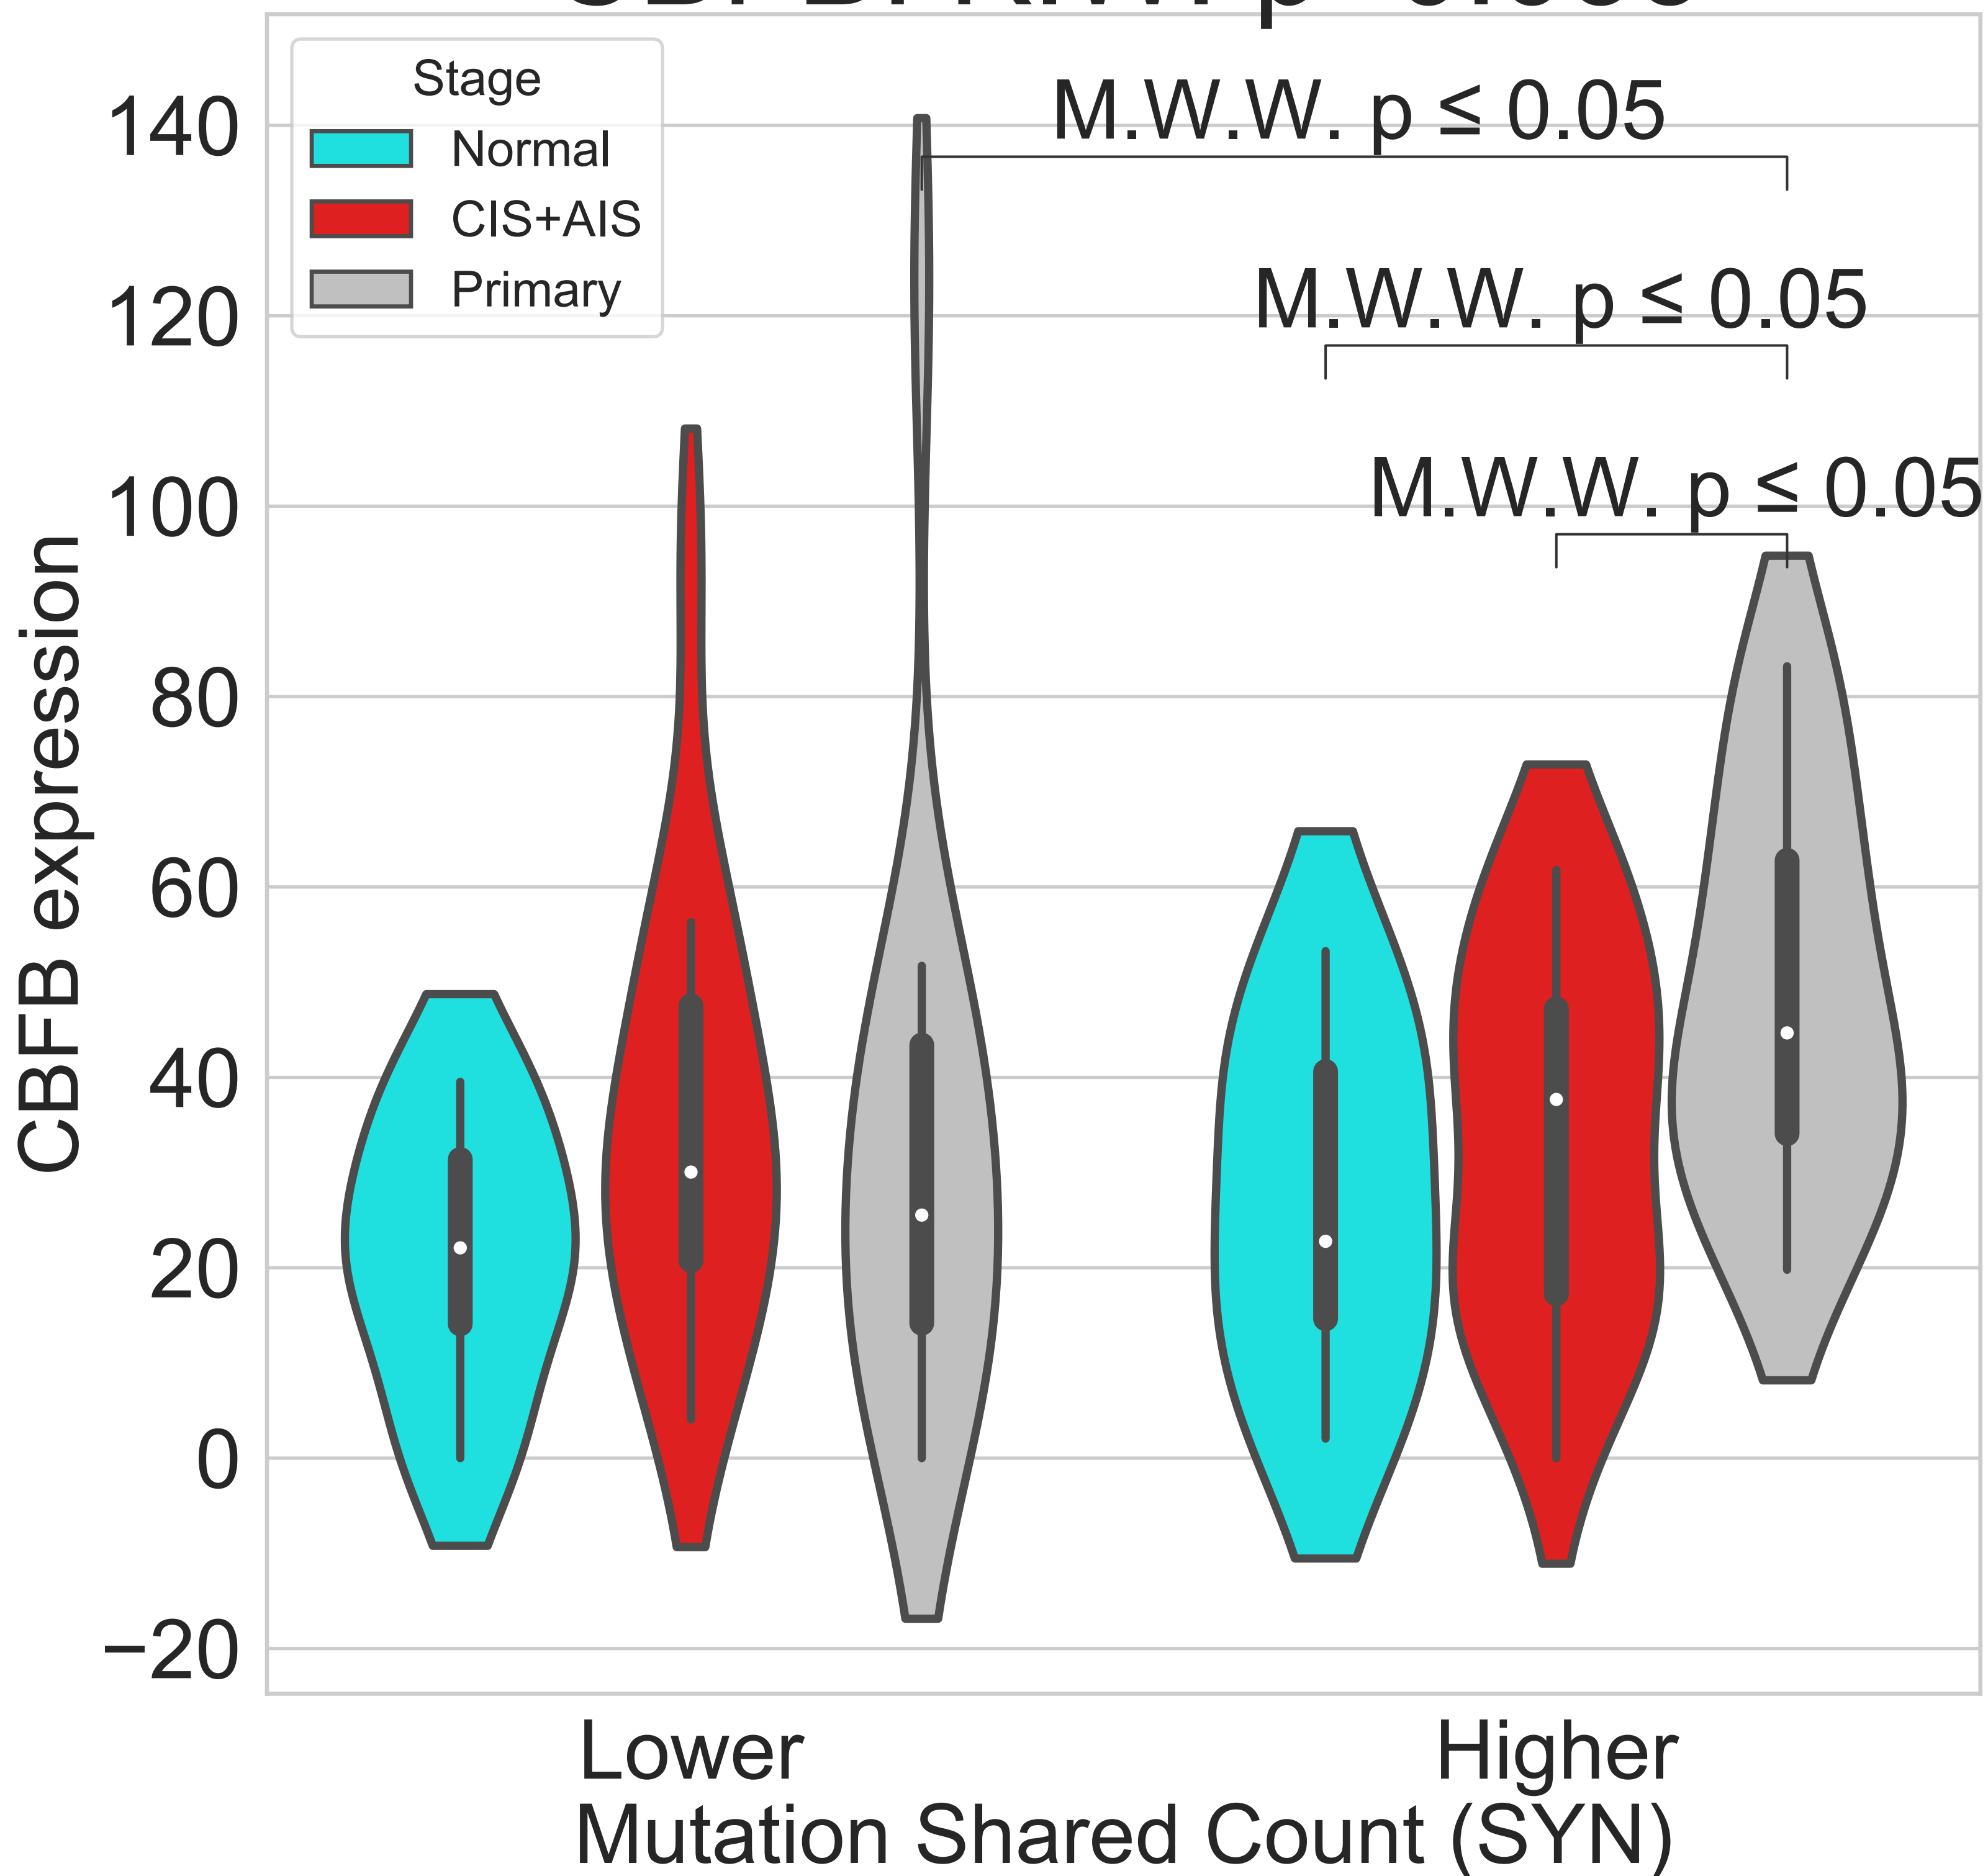 Stage
Normal
CIS+AIS
Primary
M.W.W. p ≤ 0.05
M.W.W. p ≤ 0.05
M.W.W. p ≤ 0.05
140
120
100
80
60
40
20
0
−20
CBFB expression
Lower
Higher
Mutation Shared Count (SYN)